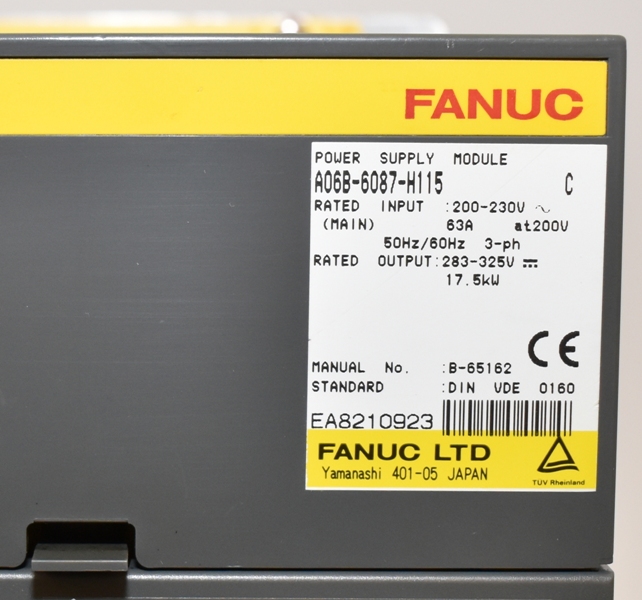 FANUC
POWER SUPPLY MODULE
A06B-6087-H115 C
RATED INPUT :200-230V ∿
(MAIN) 63A at200V
50Hz/60Hz 3-ph
RATED OUTPUT:283-325V ⎓
17.5kW
CE
MANUAL No. :B-65162
STANDARD :DIN VDE 0160
EA8210923
FANUC LTD
Yamanashi 401-05 JAPAN
TUV Rheinland